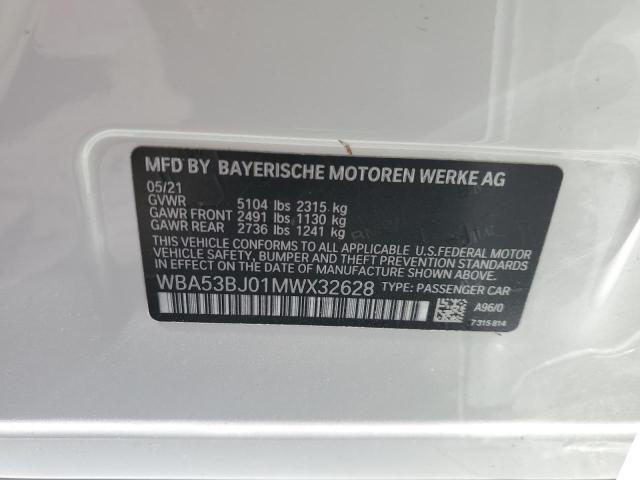 MFD BY BAYERISCHE MOTOREN WERKE AG
05/21
GVWR 5104 lbs 2315 kg
GAWR FRONT 2491 lbs 1130 kg
GAWR REAR 2736 lbs 1241 kg
THIS VEHICLE CONFORMS TO ALL APPLICABLE U.S.FEDERAL MOTOR
VEHICLE SAFETY, BUMPER, AND THEFT PREVENTION STANDARDS
IN EFFECT ON THE DATE OF MANUFACTURE SHOWN ABOVE.
WBA53BJ01MWX32628 TYPE: PASSENGER CAR
A96/0
7315814